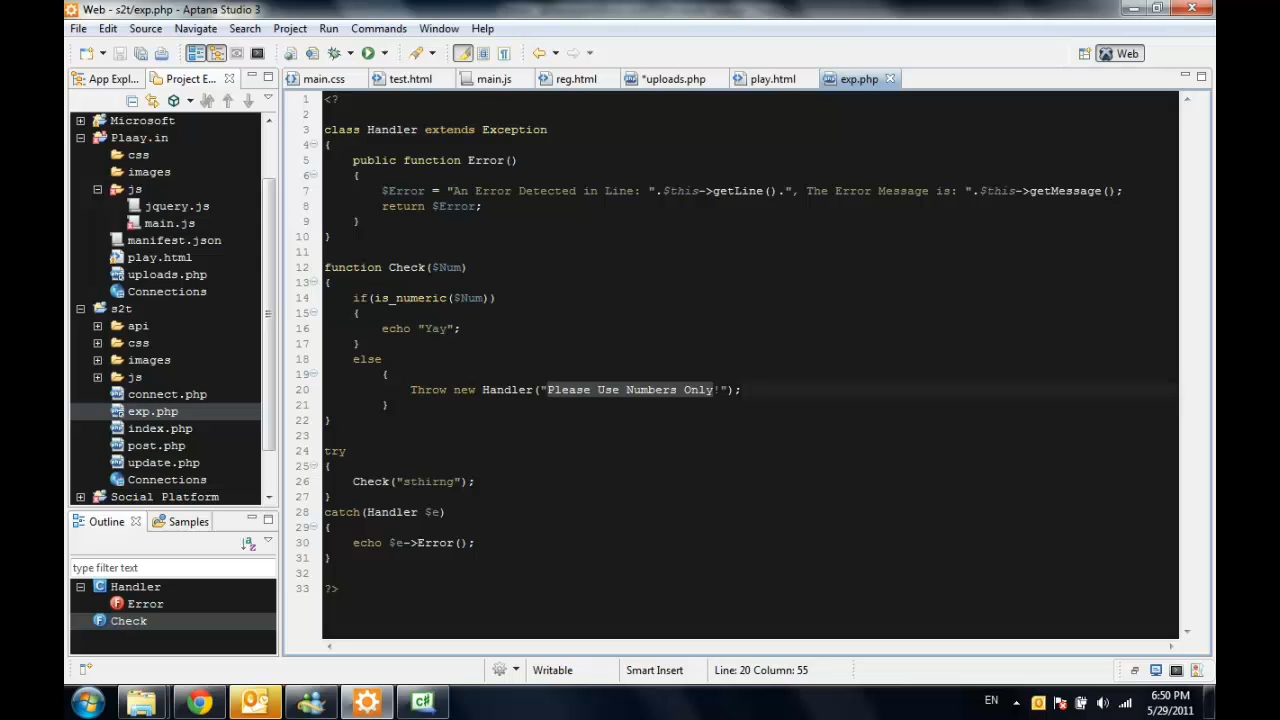 Web - s2t/exp.php - Aptana Studio 3
File Edit Source Navigate Search Project Run Commands Window Help
Web
App Expl... Project E... main.css test.html main.js reg.html *uploads.php play.html exp.php
Microsoft
Plaay.in
css
images
js
jquery.js
main.js
manifest.json
play.html
uploads.php
Connections
s2t
api
css
images
js
connect.php
exp.php
index.php
post.php
update.php
Connections
Social Platform
Outline Samples
type filter text
Handler
Error
Check
1 <?
2
3 class Handler extends Exception
4 {
5 public function Error()
6 {
7 $Error = "An Error Detected in Line: ".$this->getLine().", The Error Message is: ".$this->getMessage();
8 return $Error;
9 }
10 }
11
12 function Check($Num)
13 {
14 if(is_numeric($Num))
15 {
16 echo "Yay";
17 }
18 else
19 {
20 Throw new Handler("Please Use Numbers Only!");
21 }
22 }
23
24 try
25 {
26 Check("sthirng");
27 }
28 catch(Handler $e)
29 {
30 echo $e->Error();
31 }
32
33 ?>
Writable Smart Insert Line: 20 Column: 55
EN 6:50 PM
5/29/2011